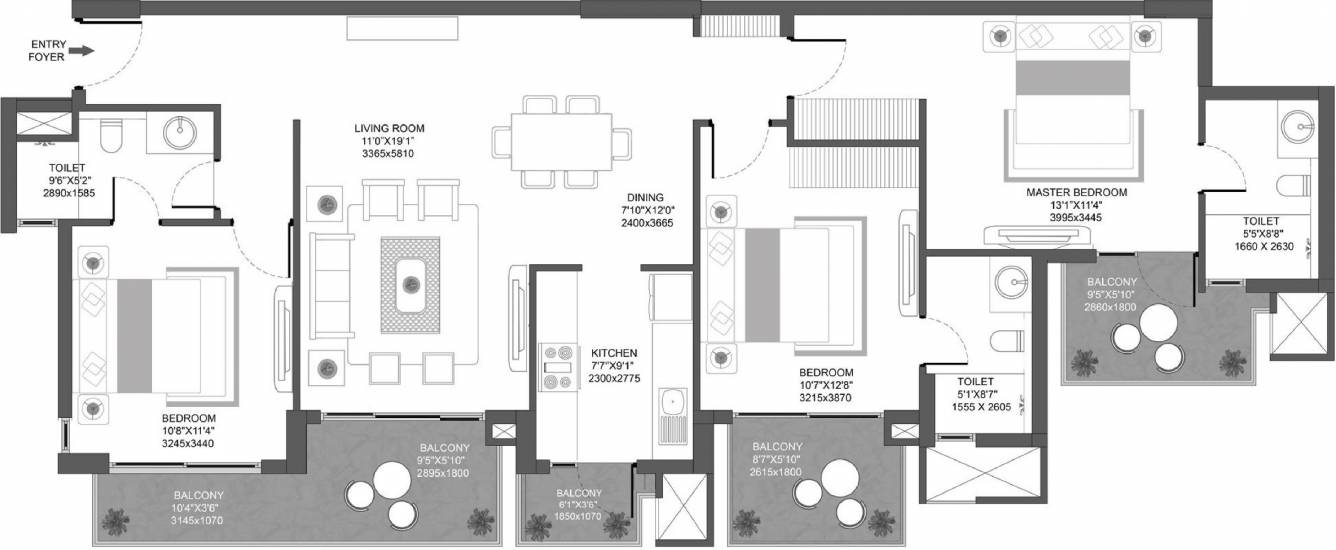 ENTRY
FOYER
LIVING ROOM
11'0"X19'1"
3365x5810
TOILET
9'6"X5'2"
2890x1585
DINING
7'10"X12'0"
2400x3665
MASTER BEDROOM
13'1"X11'4"
3995x3445
TOILET
5'5"X8'8"
1660 X 2630
BALCONY
9'5"X5'10"
2860x1800
KITCHEN
7'7"X9'1"
2300x2775
BEDROOM
10'7"X12'8"
3215x3870
TOILET
5'1"X8'7"
1555 X 2605
BEDROOM
10'8"X11'4"
3245x3440
BALCONY
9'5"X5'10"
2895x1800
BALCONY
8'7"X5'10"
2615x1800
BALCONY
10'4"X3'6"
3145x1070
BALCONY
6'1"X3'6"
1850x1070